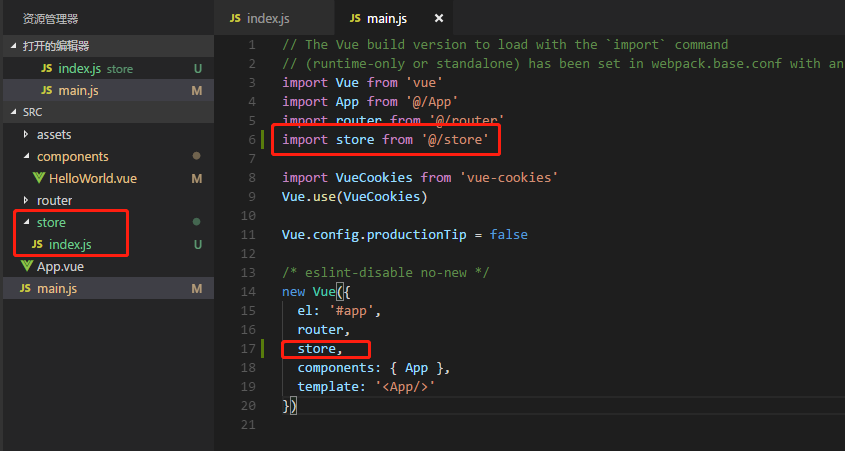 资源管理器
打开的编辑器
JS index.js store U
JS main.js M
SRC
assets
components
HelloWorld.vue M
router
store
JS index.js U
App.vue
JS main.js M
JS index.js
JS main.js ×
1 // The Vue build version to load with the `import` command
2 // (runtime-only or standalone) has been set in webpack.base.conf with an
3 import Vue from 'vue'
4 import App from '@/App'
5 import router from '@/router'
6 import store from '@/store'
7
8 import VueCookies from 'vue-cookies'
9 Vue.use(VueCookies)
10
11 Vue.config.productionTip = false
12
13 /* eslint-disable no-new */
14 new Vue({
15 el: '#app',
16 router,
17 store,
18 components: { App },
19 template: '<App/>'
20 })
21